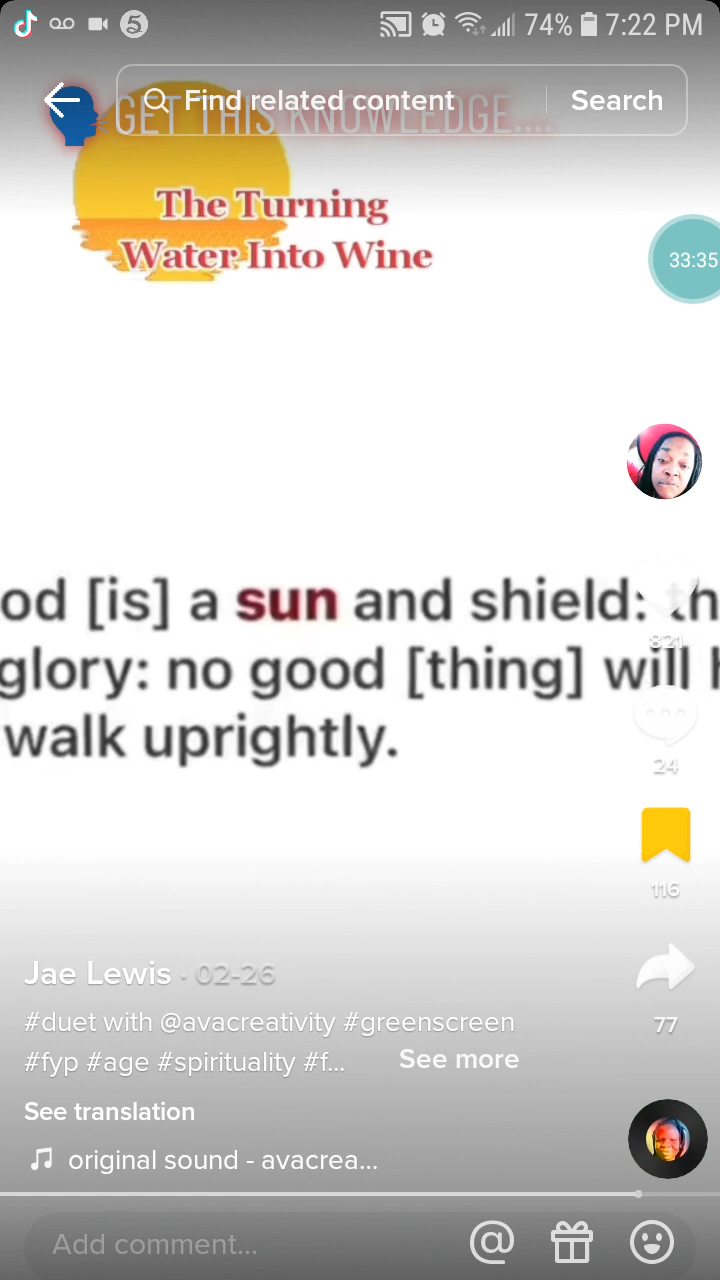 5 74% 7:22 PM
Find related content Search
GET THIS KNOWLEDGE....
The Turning
Water Into Wine
33:35
od [is] a sun and shield: th
glory: no good [thing] will h
walk uprightly.
821
24
116
77
Jae Lewis · 02-26
#duet with @avacreativity #greenscreen
#fyp #age #spirituality #f... See more
See translation
original sound - avacrea...
Add comment...